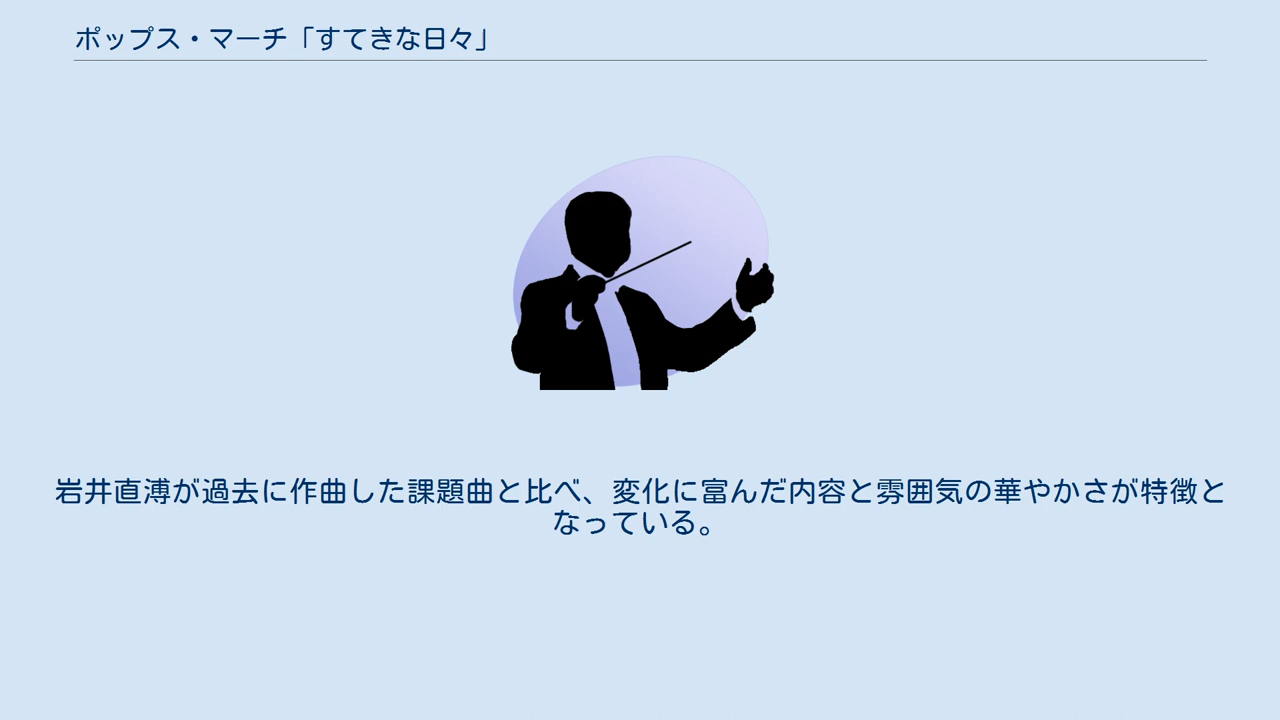 ポップス・マーチ「すてきな日々」
岩井直溥が過去に作曲した課題曲と比べ、変化に富んだ内容と雰囲気の華やかさが特徴と
なっている。